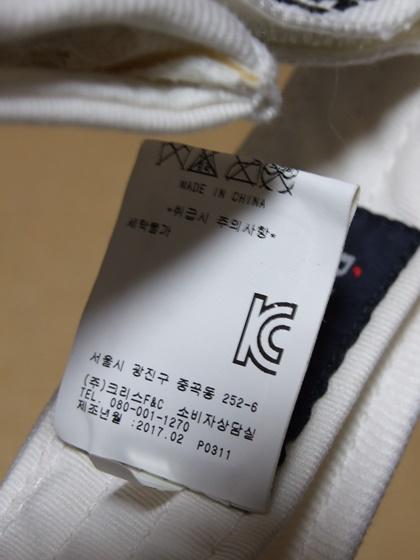 MADE IN CHINA
*취급시 주의사항*
세탁불가
KC
서울시 광진구 중곡동 252-6
(주)크리스F&C 소비자상담실
TEL. 080-001-1270
제조년월 :2017.02 P0311